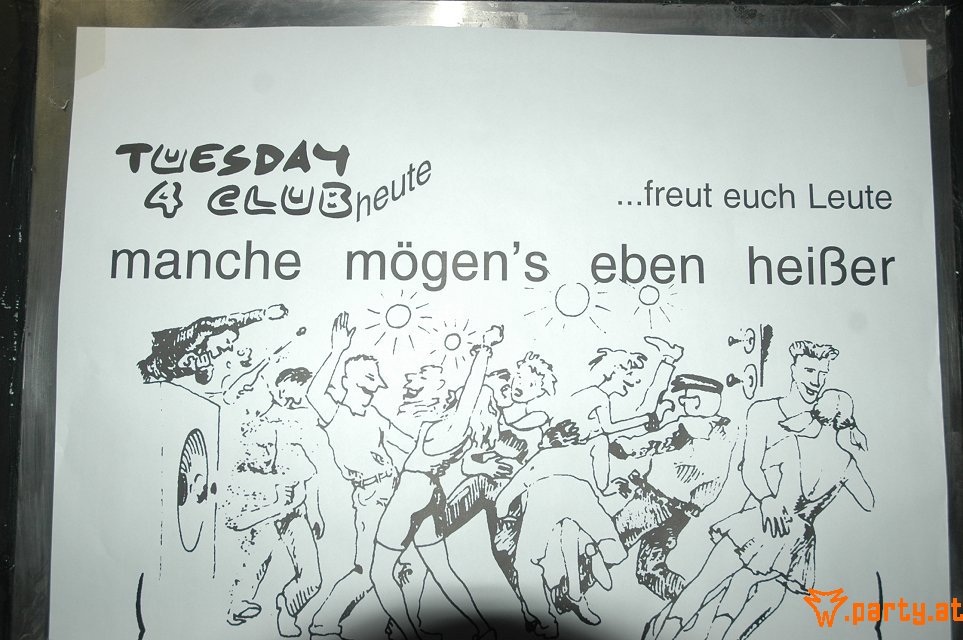 TUESDAY
4 CLUB heute
...freut euch Leute
manche mögen's eben heißer
party.at